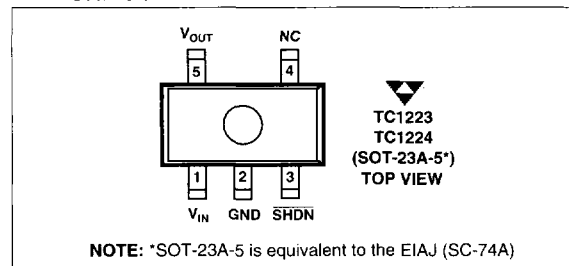 VOUT NC
5 4
TC1223
TC1224
(SOT-23A-5*)
TOP VIEW
1 2 3
VIN GND SHDN
NOTE: *SOT-23A-5 is equivalent to the EIAJ (SC-74A)